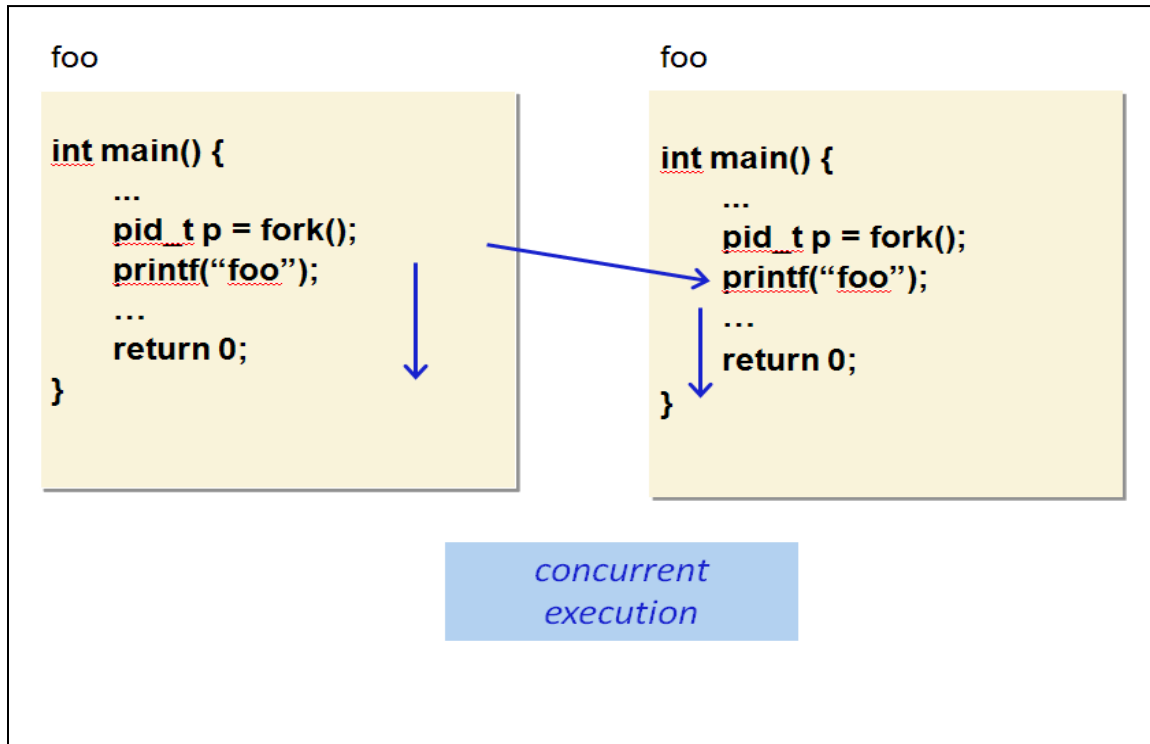 foo
int main() {
...
pid_t p = fork();
printf(“foo”);
...
return 0;
}
foo
int main() {
...
pid_t p = fork();
printf(“foo”);
...
return 0;
}
concurrent
execution